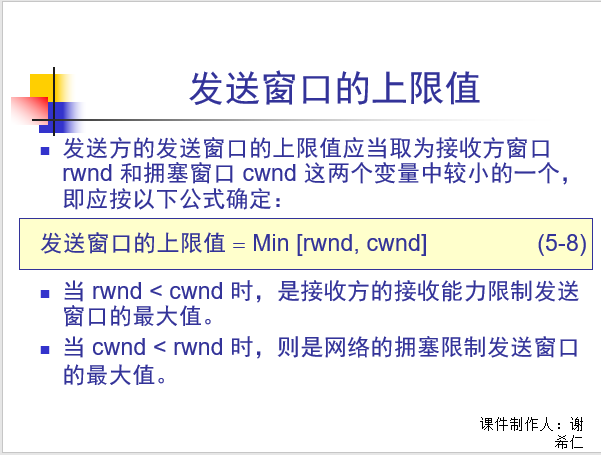 发送窗口的上限值
发送方的发送窗口的上限值应当取为接收方窗口
rwnd 和拥塞窗口 cwnd 这两个变量中较小的一个，
即应按以下公式确定：
发送窗口的上限值 = Min [rwnd, cwnd] (5-8)
当 rwnd < cwnd 时，是接收方的接收能力限制发送
窗口的最大值。
当 cwnd < rwnd 时，则是网络的拥塞限制发送窗口
的最大值。
课件制作人：谢
希仁